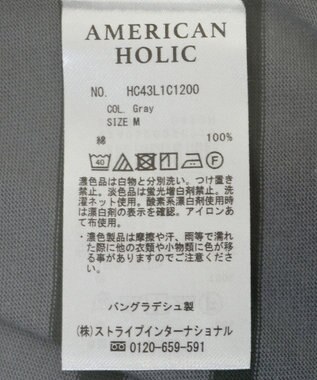 AMERICAN
HOLIC
NO. HC43L1C1200
COL. Gray
SIZE M
綿 100%
40 F
濃色品は白物と分別洗い。つけ置き
禁止。淡色品は蛍光増白剤禁止。洗
濯ネット使用。酸素系漂白剤使用時
は漂白剤の表示を確認。アイロンあ
て布使用。
・濃色製品は摩擦や汗、雨等で濡れ
た際に他の衣類や小物類に色が移
る事がありますのでご注意くださ
い。
バングラデシュ製
(株)ストライプインターナショナル
0120-659-591